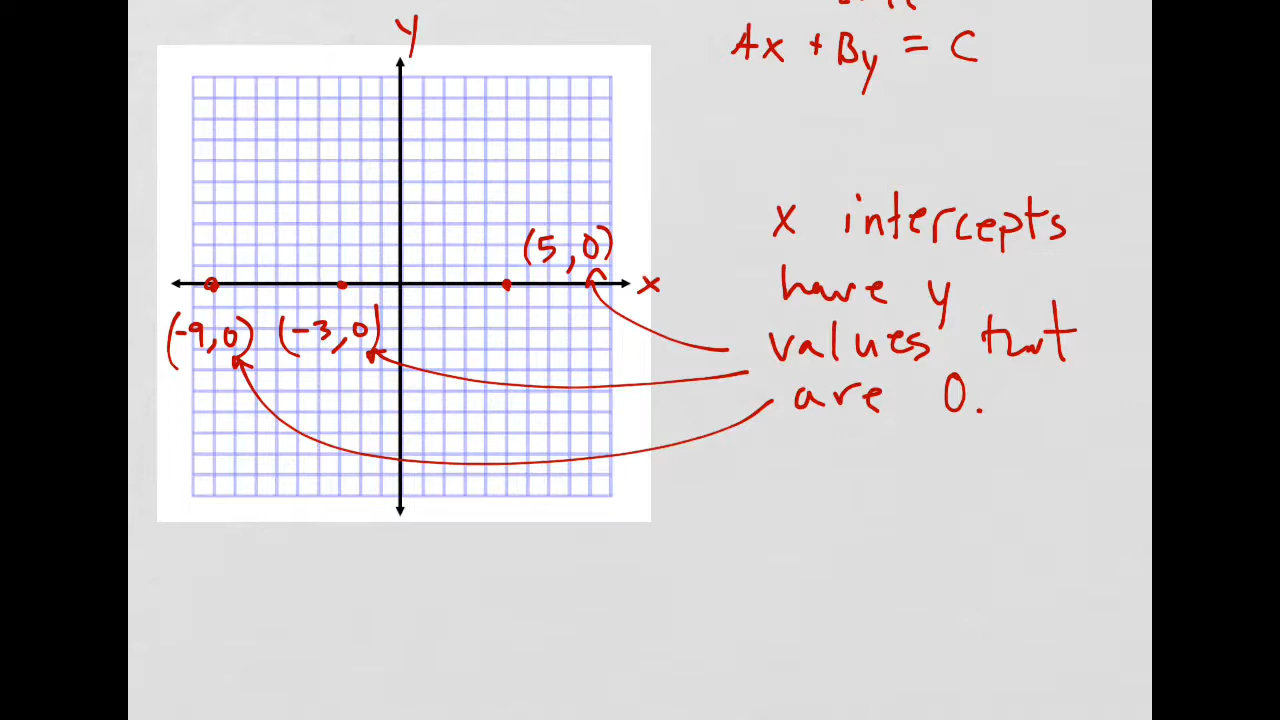 y
Ax + By = C
(5,0)
x
(-9,0) (-3,0)
x intercepts
have y
values that
are 0.